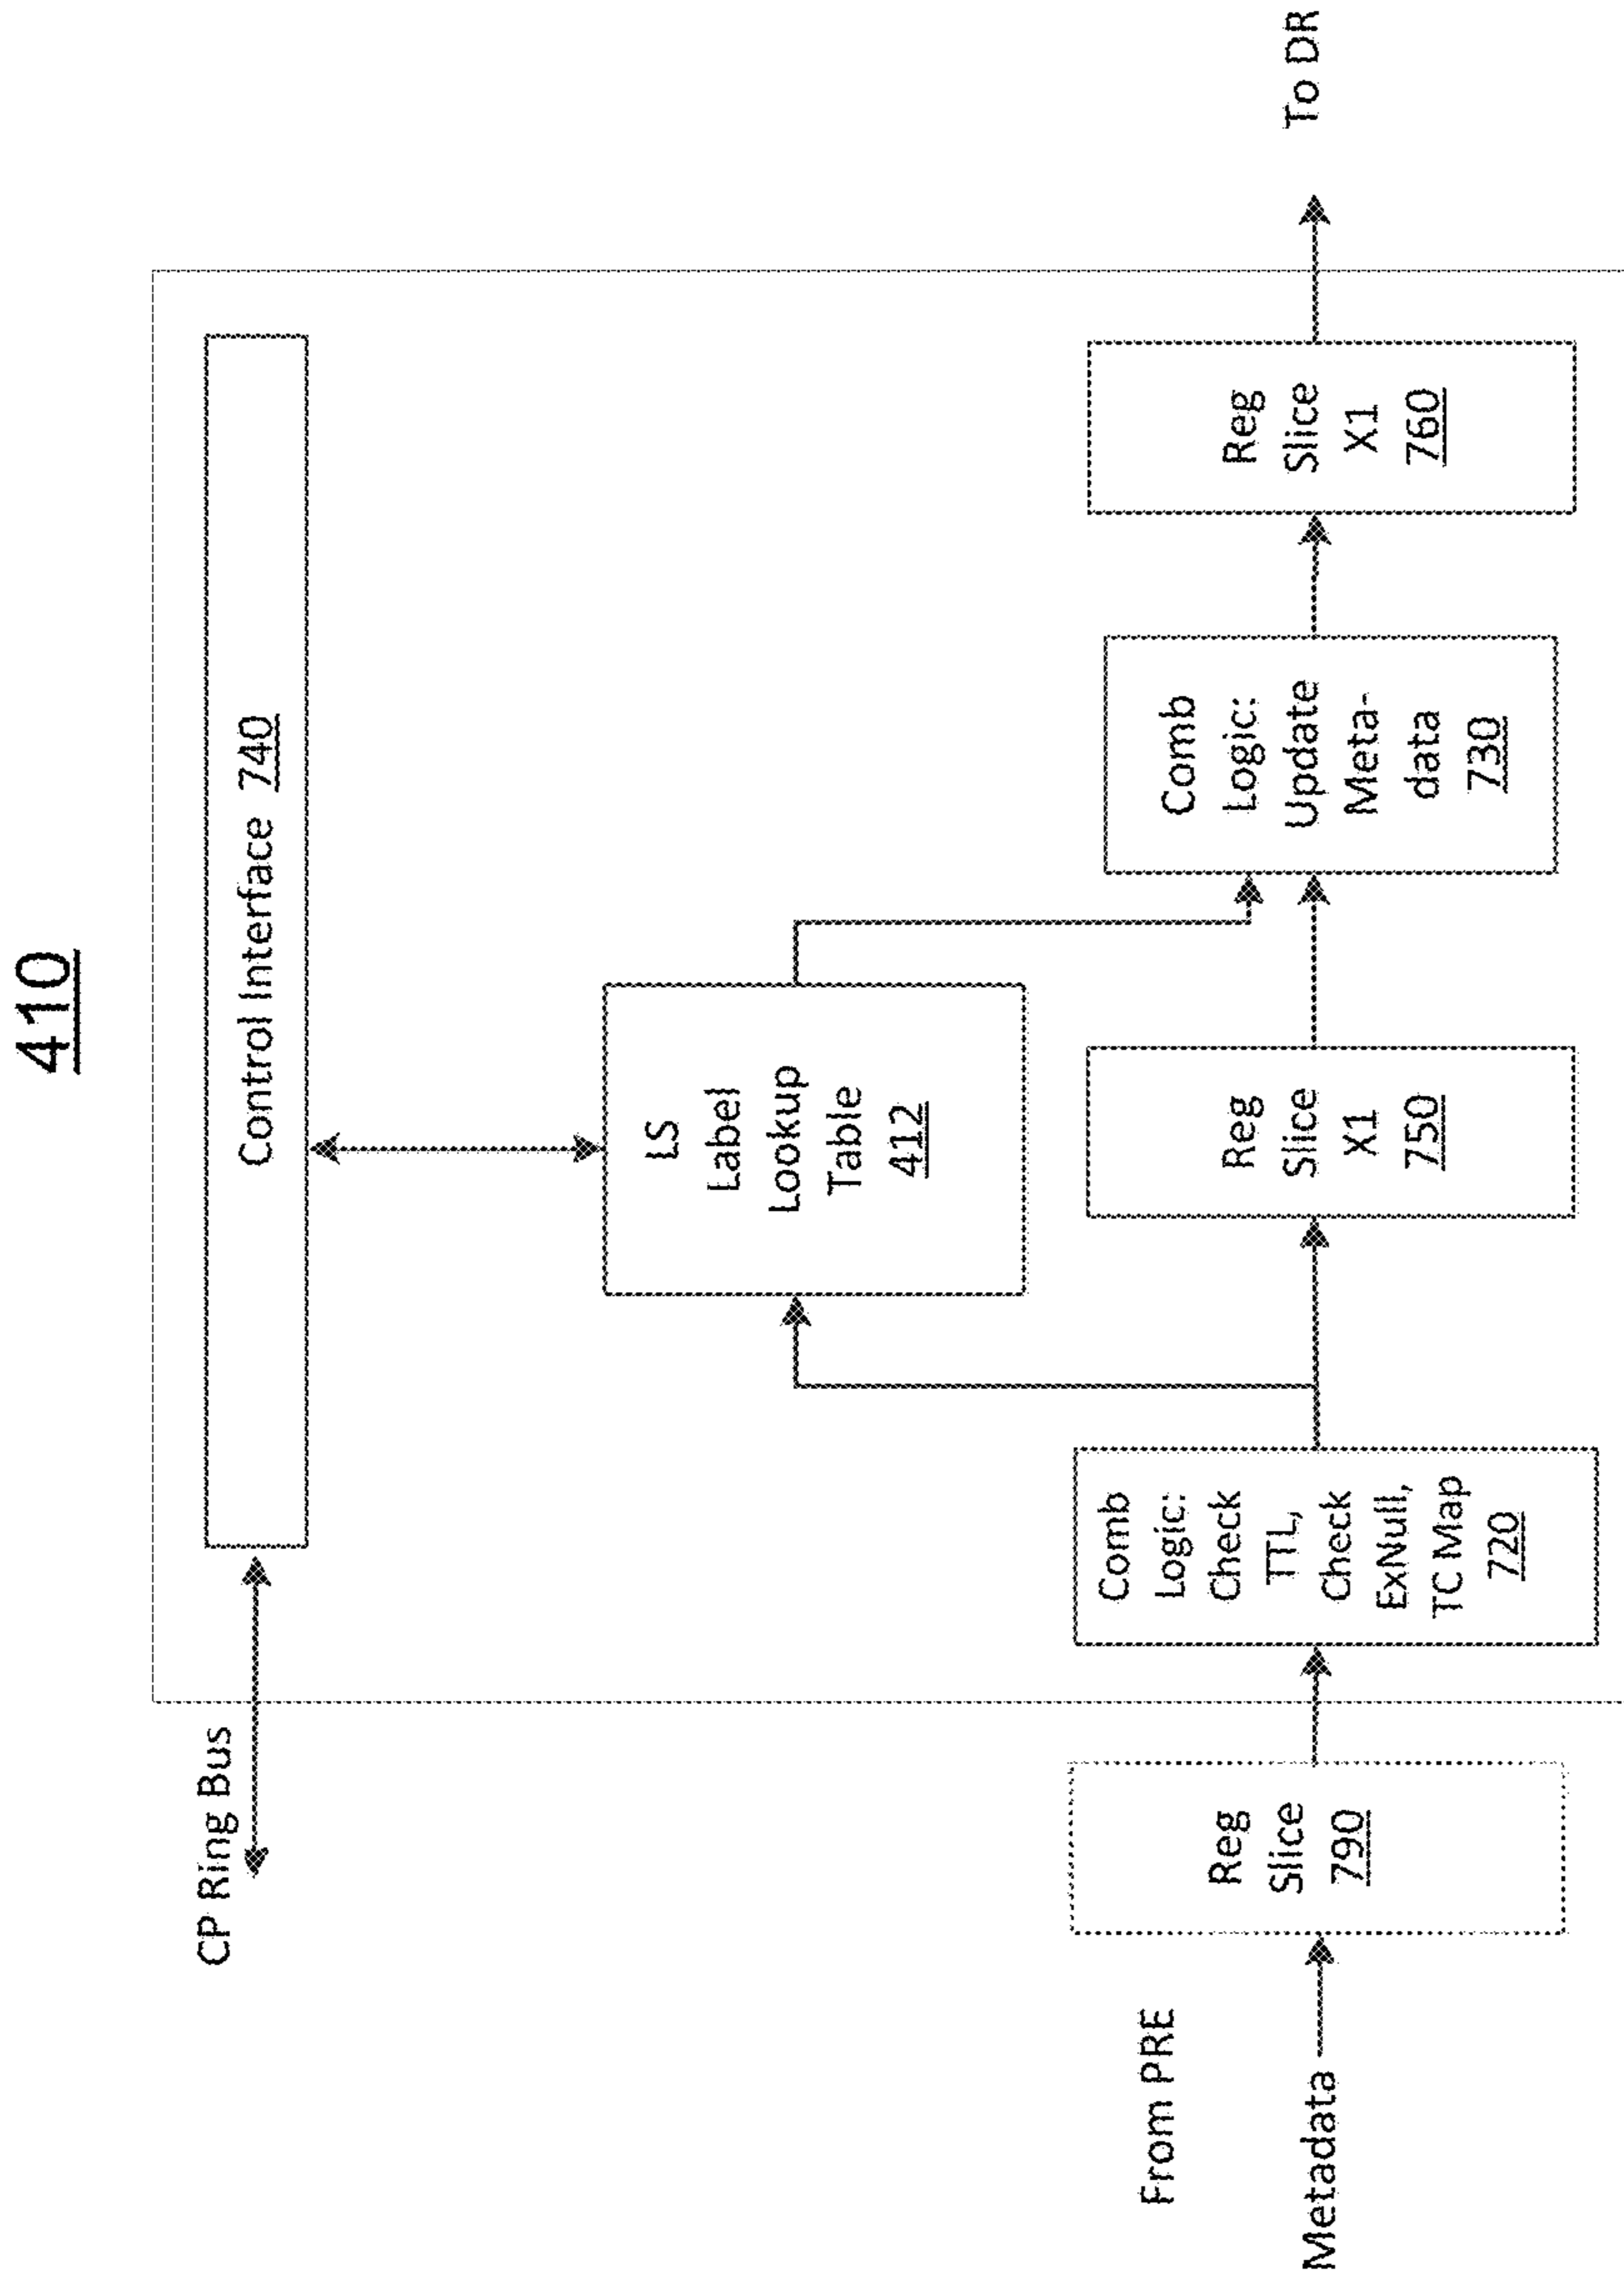 410
CP Ring Bus
Control Interface 740
LS
Label
Lookup
Table
412
From PRE
Metadata
Reg
Slice
790
Comb
Logic:
Check
TTL,
Check
ExNull,
TC Map
720
Reg
Slice
X1
750
Comb
Logic:
Update
Meta-
data
730
Reg
Slice
X1
760
To DR